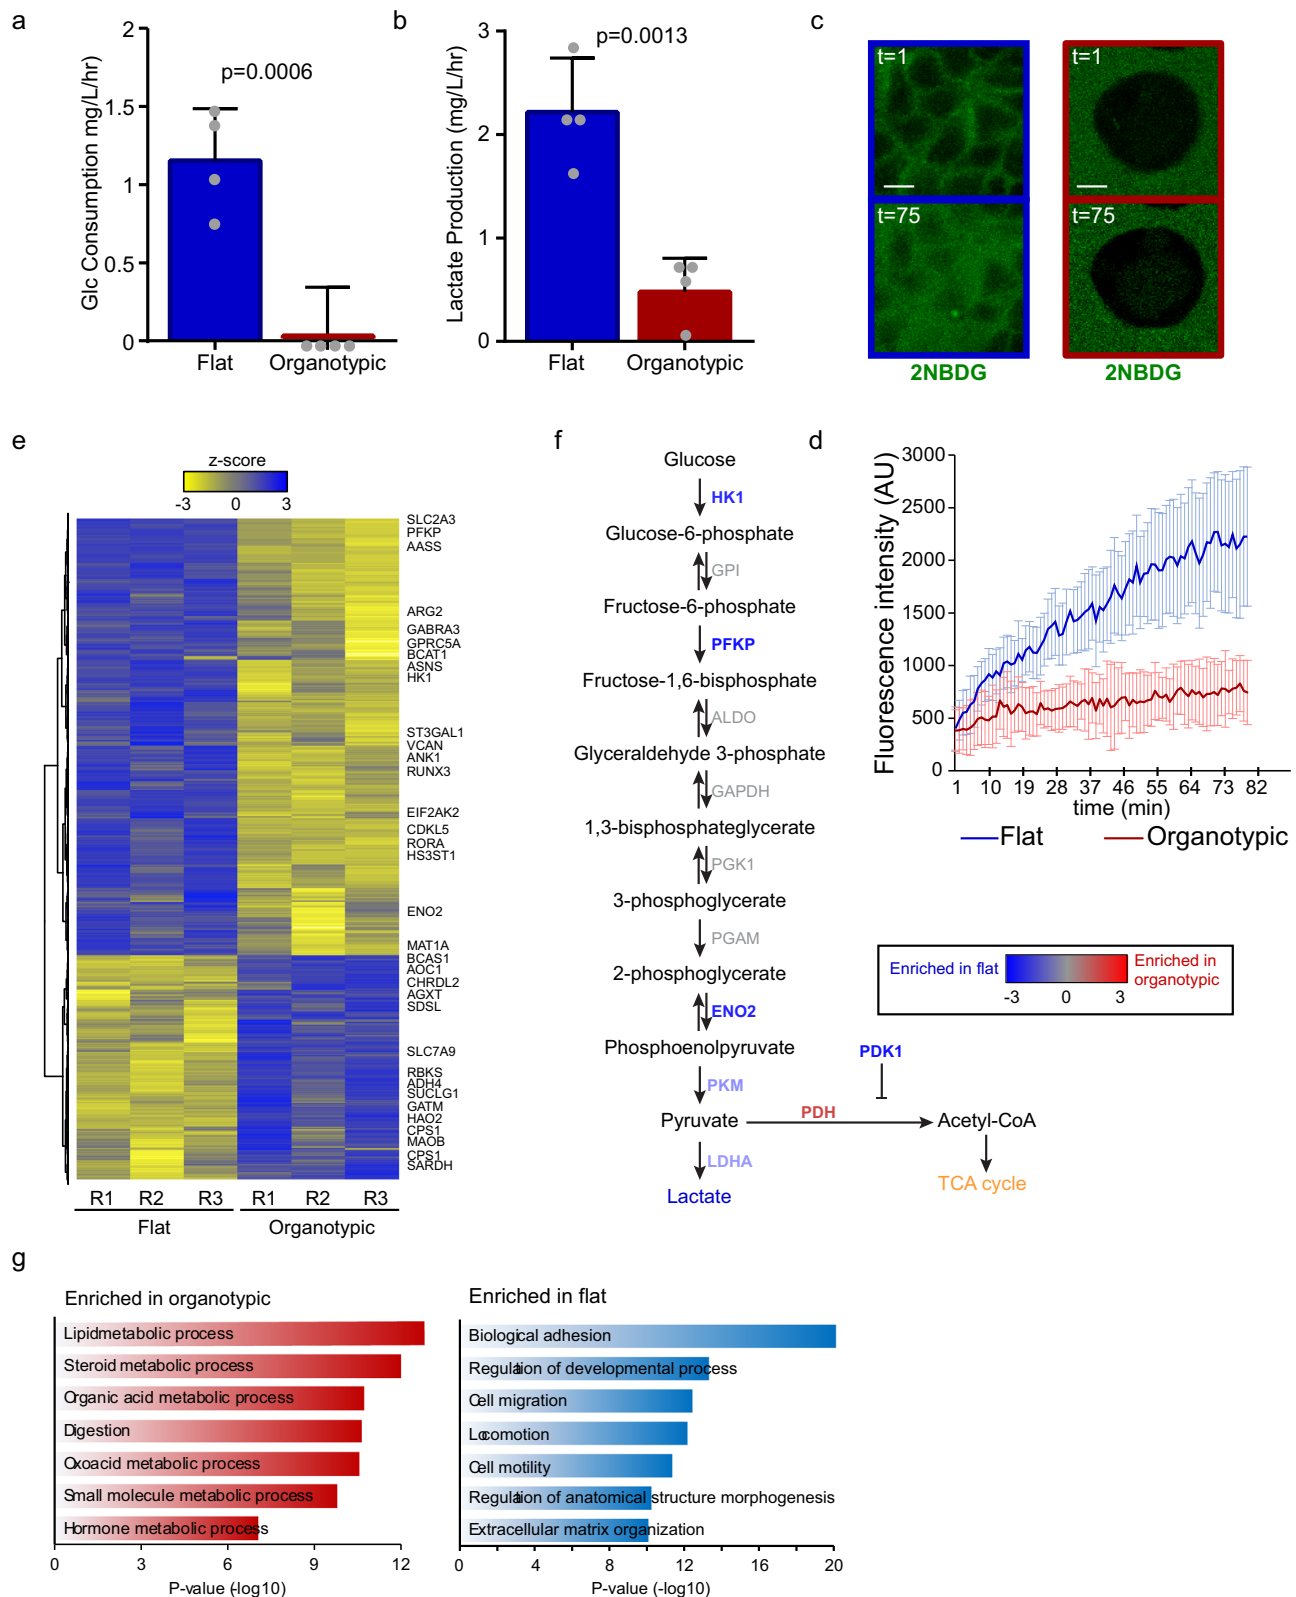 a
Glc Consumption mg/L/hr)
2
1.5
1
0.5
0
p=0.0006
Flat
Organotypic
b
Lactate Production (mg/L/hr)
3
2
1
0
p=0.0013
Flat
Organotypic
c
t=1
t=75
2NBDG
t=1
t=75
2NBDG
e
z-score
-3
0
3
SLC2A3
PFKP
AASS
ARG2
GABRA3
GPRC5A
BCAT1
ASNS
HK1
ST3GAL1
VCAN
ANK1
RUNX3
EIF2AK2
CDKL5
RORA
HS3ST1
ENO2
MAT1A
BCAS1
AOC1
CHRDL2
AGXT
SDSL
SLC7A9
RBKS
ADH4
SUCLG1
GATM
HAO2
CPS1
MAOB
CPS1
SARDH
R1 R2 R3 R1 R2 R3
Flat
Organotypic
f
Glucose
HK1
Glucose-6-phosphate
GPI
Fructose-6-phosphate
PFKP
Fructose-1,6-bisphosphate
ALDO
Glyceraldehyde 3-phosphate
GAPDH
1,3-bisphosphateglycerate
PGK1
3-phosphoglycerate
PGAM
2-phosphoglycerate
ENO2
Phosphoenolpyruvate
PKM
PDK1
Pyruvate
PDH
Acetyl-CoA
LDHA
Lactate
TCA cycle
d
Fluorescence intensity (AU)
3000
2500
2000
1500
1000
500
0
1 10 19 28 37 46 55 64 73 82
time (min)
Flat
Organotypic
Enriched in flat
-3
0
3
Enriched in
organotypic
g
Enriched in organotypic
Lipidmetabolic process
Steroid metabolic process
Organic acid metabolic process
Digestion
Oxoacid metabolic process
Small molecule metabolic process
Hormone metabolic process
0 3 6 9 12
P-value (-log10)
Enriched in flat
Biological adhesion
Regulation of developmental process
Cell migration
Locomotion
Cell motility
Regulation of anatomical structure morphogenesis
Extracellular matrix organization
0 4 8 12 16 20
P-value (-log10)